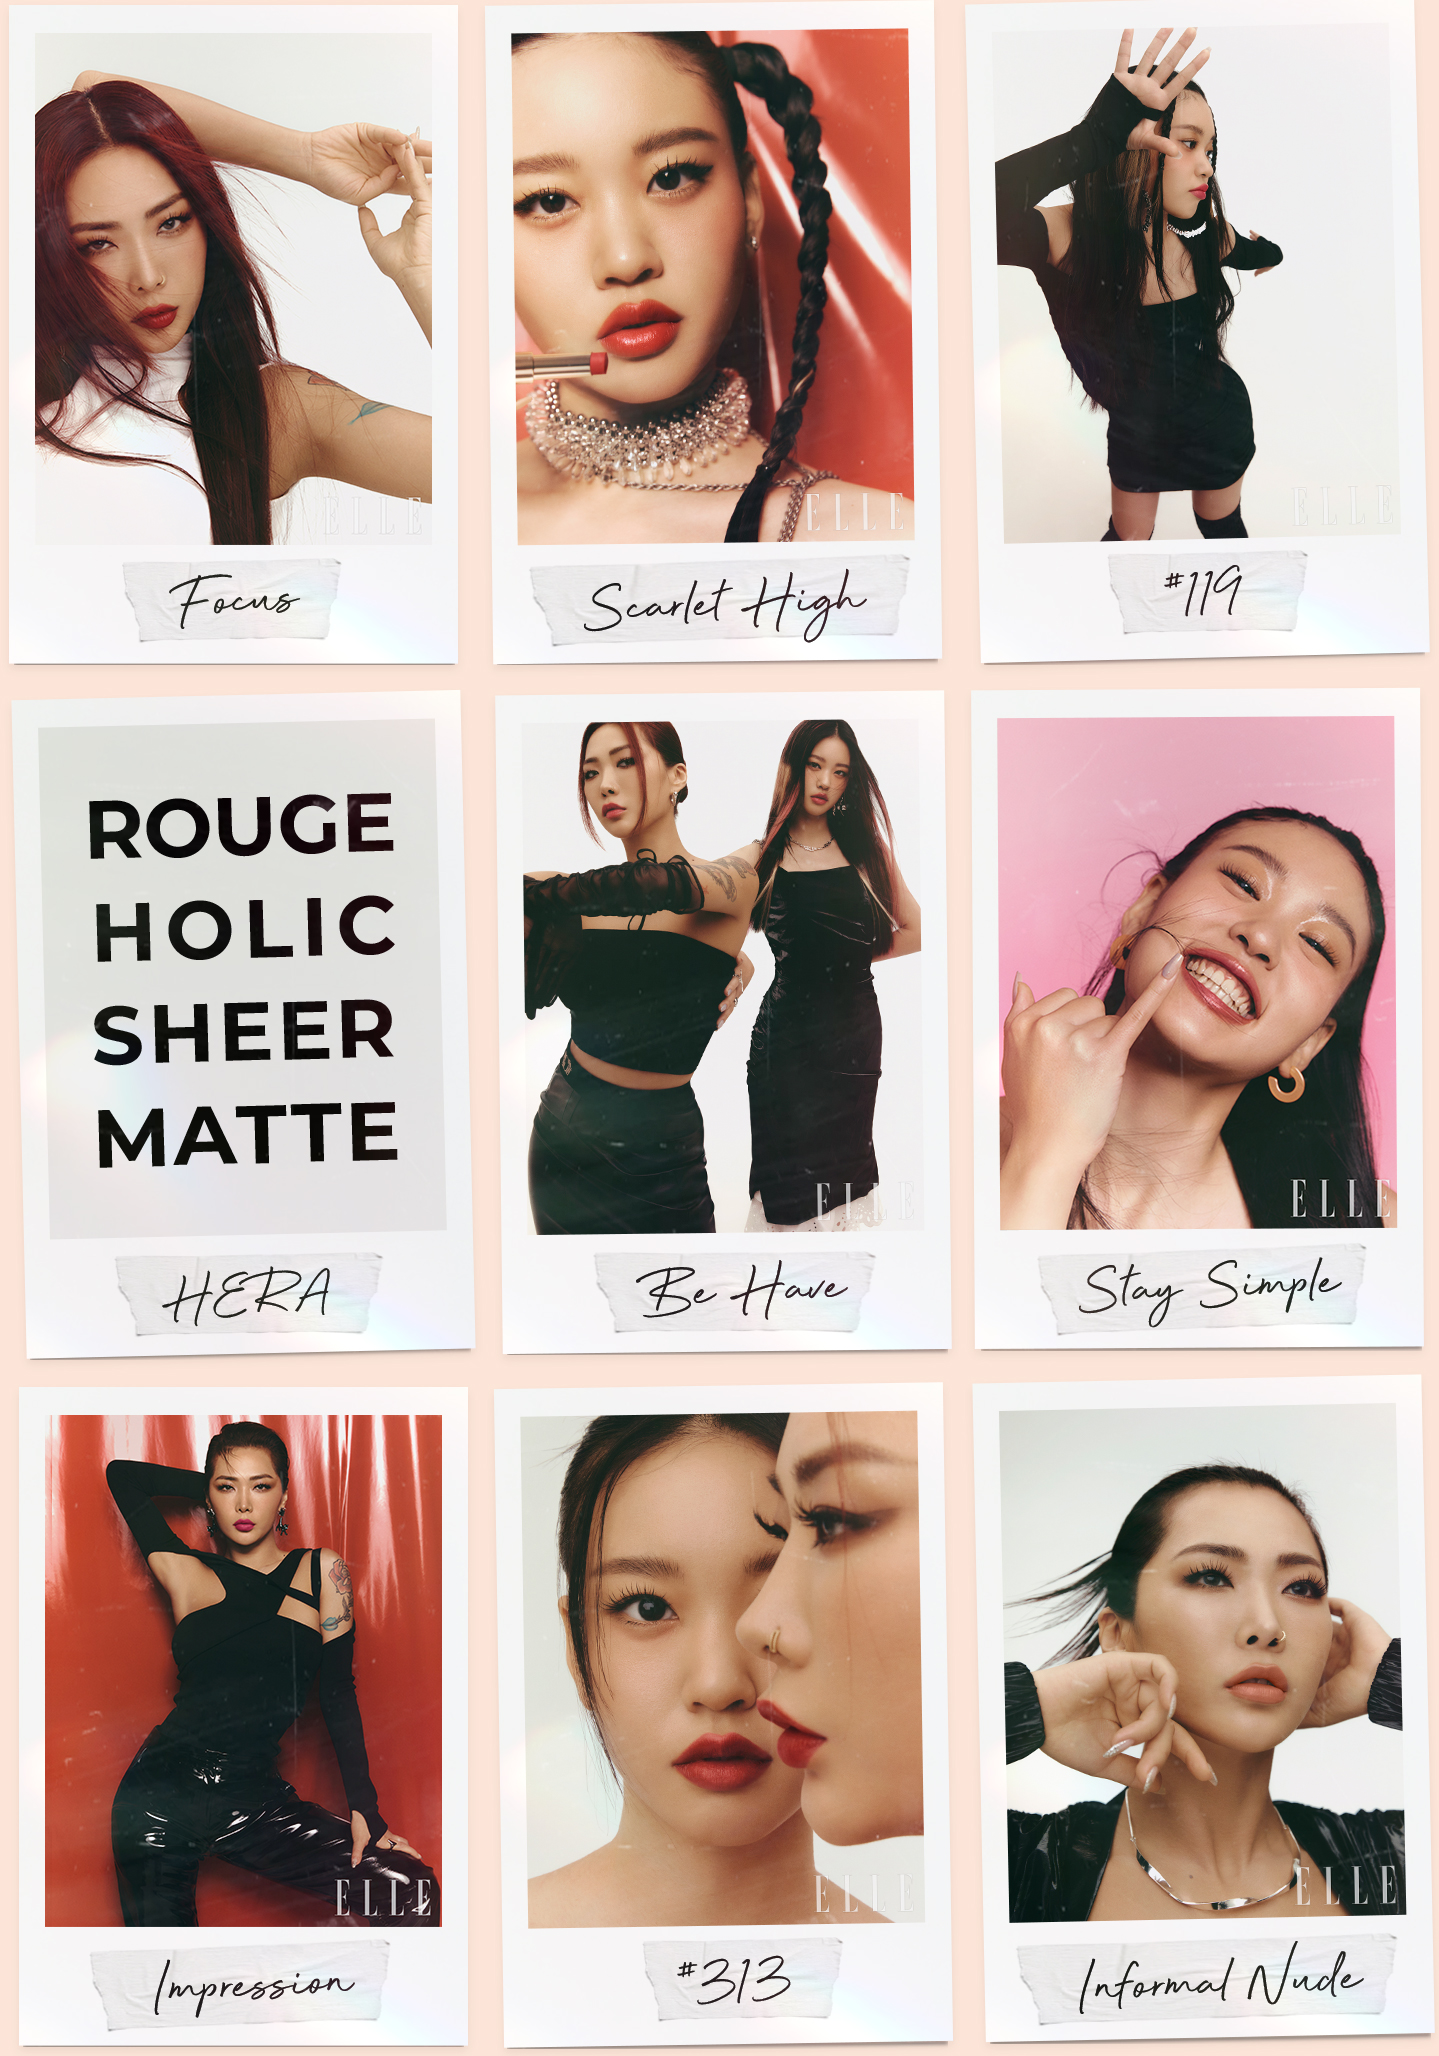 ELLE
ELLE
ELLE
Focus
Scarlet High
#119
ROUGE
HOLIC
SHEER
MATTE
ELLE
ELLE
HERA
Be Have
Stay Simple
ELLE
ELLE
ELLE
Impression
#313
Informal Nude